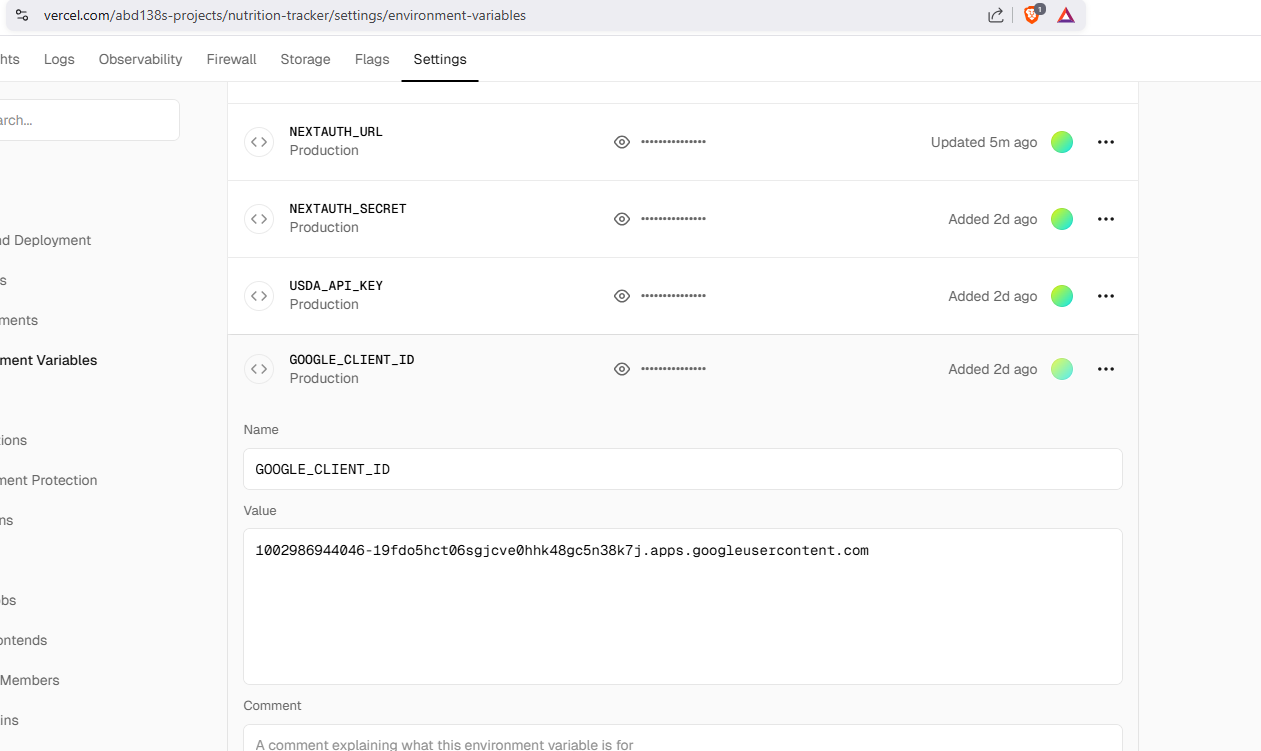 vercel.com/abd138s-projects/nutrition-tracker/settings/environment-variables
1
hts Logs Observability Firewall Storage Flags Settings
arch...
NEXTAUTH_URL
Production
•••••••••••••••
Updated 5m ago
NEXTAUTH_SECRET
Production
•••••••••••••••
Added 2d ago
nd Deployment
s
USDA_API_KEY
Production
•••••••••••••••
Added 2d ago
ments
ment Variables
GOOGLE_CLIENT_ID
Production
•••••••••••••••
Added 2d ago
Name
tions
GOOGLE_CLIENT_ID
ment Protection
Value
ns
1002986944046-19fdo5hct06sgjcve0hhk48gc5n38k7j.apps.googleusercontent.com
obs
ontends
Members
Comment
ins
A comment explaining what this environment variable is for